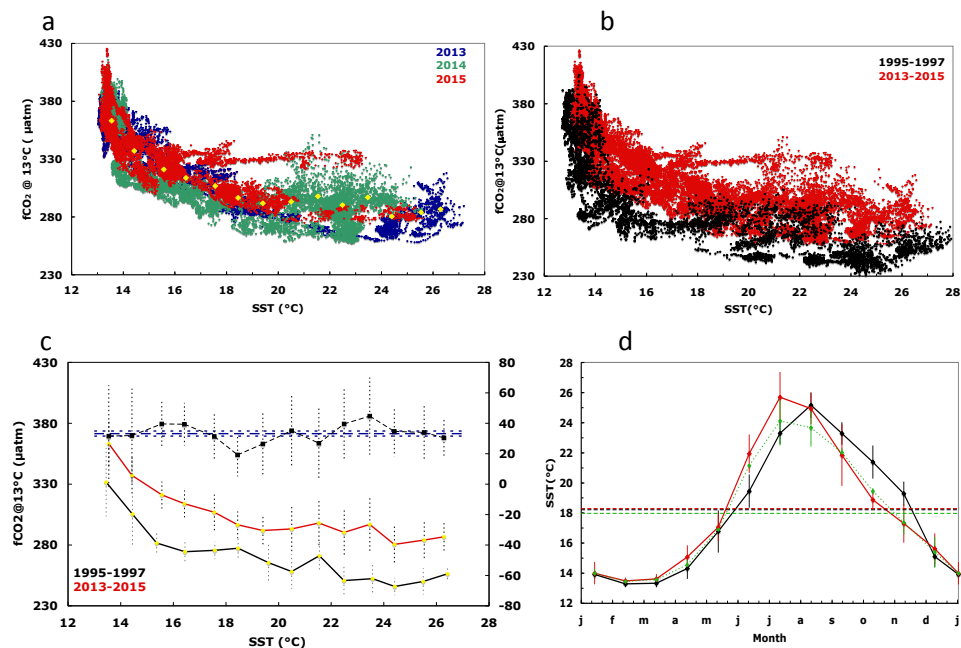 a
430
380
330
280
230
fCO₂ @ 13°C ( µatm)
2013
2014
2015
12 14 16 18 20 22 24 26 28
SST (°C)
b
430
380
330
280
230
fCO₂@13°C(µatm)
1995-1997
2013-2015
12 14 16 18 20 22 24 26 28
SST(°C)
c
430
380
330
280
230
fCO2@13°C (µatm)
80
60
40
20
0
-20
-40
-60
-80
1995-1997
2013-2015
12 14 16 18 20 22 24 26 28
SST (°C)
d
28
26
24
22
20
18
16
14
12
SST(°C)
j f m a m j j a s o n d j
Month